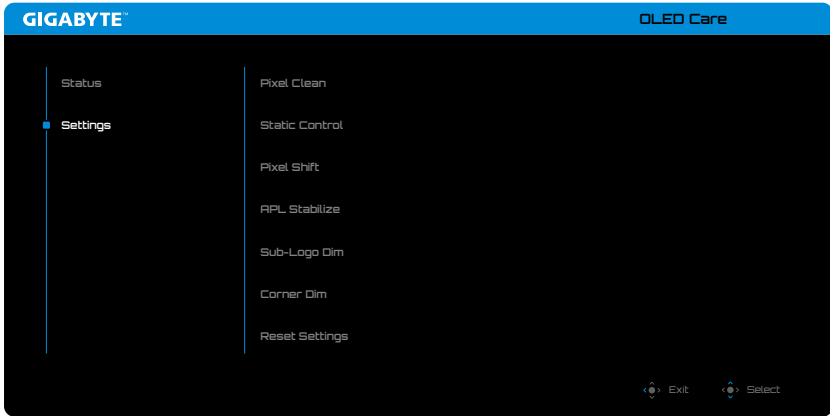 GIGABYTE™ OLED Care
Status
Settings
Pixel Clean
Static Control
Pixel Shift
APL Stabilize
Sub-Logo Dim
Corner Dim
Reset Settings
Exit Select